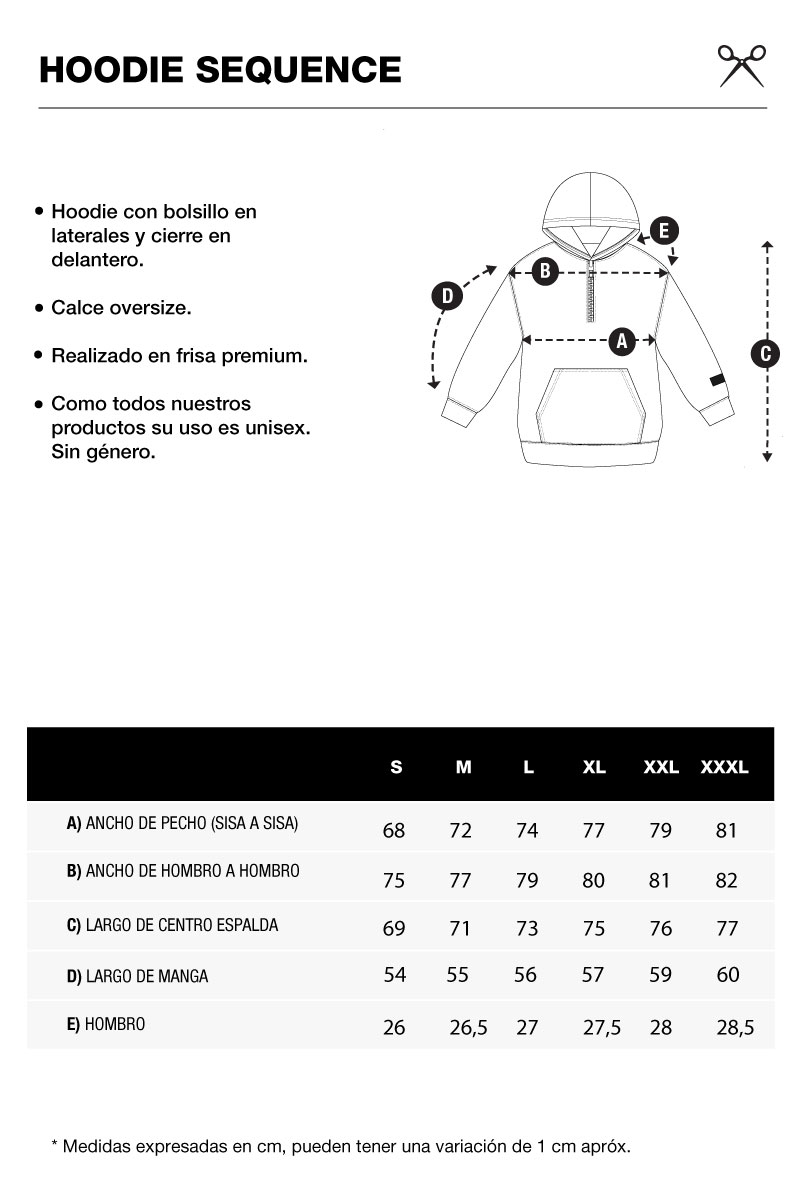 HOODIE SEQUENCE
• Hoodie con bolsillo en
laterales y cierre en
delantero.
• Calce oversize.
• Realizado en frisa premium.
• Como todos nuestros
productos su uso es unisex.
Sin género.
E
B
D
A
C
S M L XL XXL XXXL
A) ANCHO DE PECHO (SISA A SISA) 68 72 74 77 79 81
B) ANCHO DE HOMBRO A HOMBRO 75 77 79 80 81 82
C) LARGO DE CENTRO ESPALDA 69 71 73 75 76 77
D) LARGO DE MANGA 54 55 56 57 59 60
E) HOMBRO 26 26,5 27 27,5 28 28,5
* Medidas expresadas en cm, pueden tener una variación de 1 cm apróx.